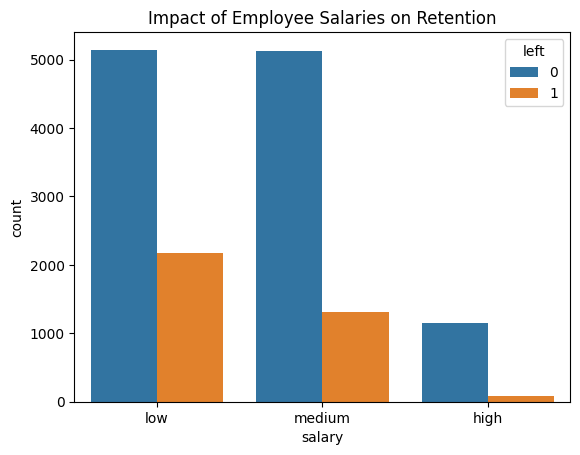 Impact of Employee Salaries on Retention
left
0
1
5000
4000
3000
2000
1000
0
count
low medium high
salary